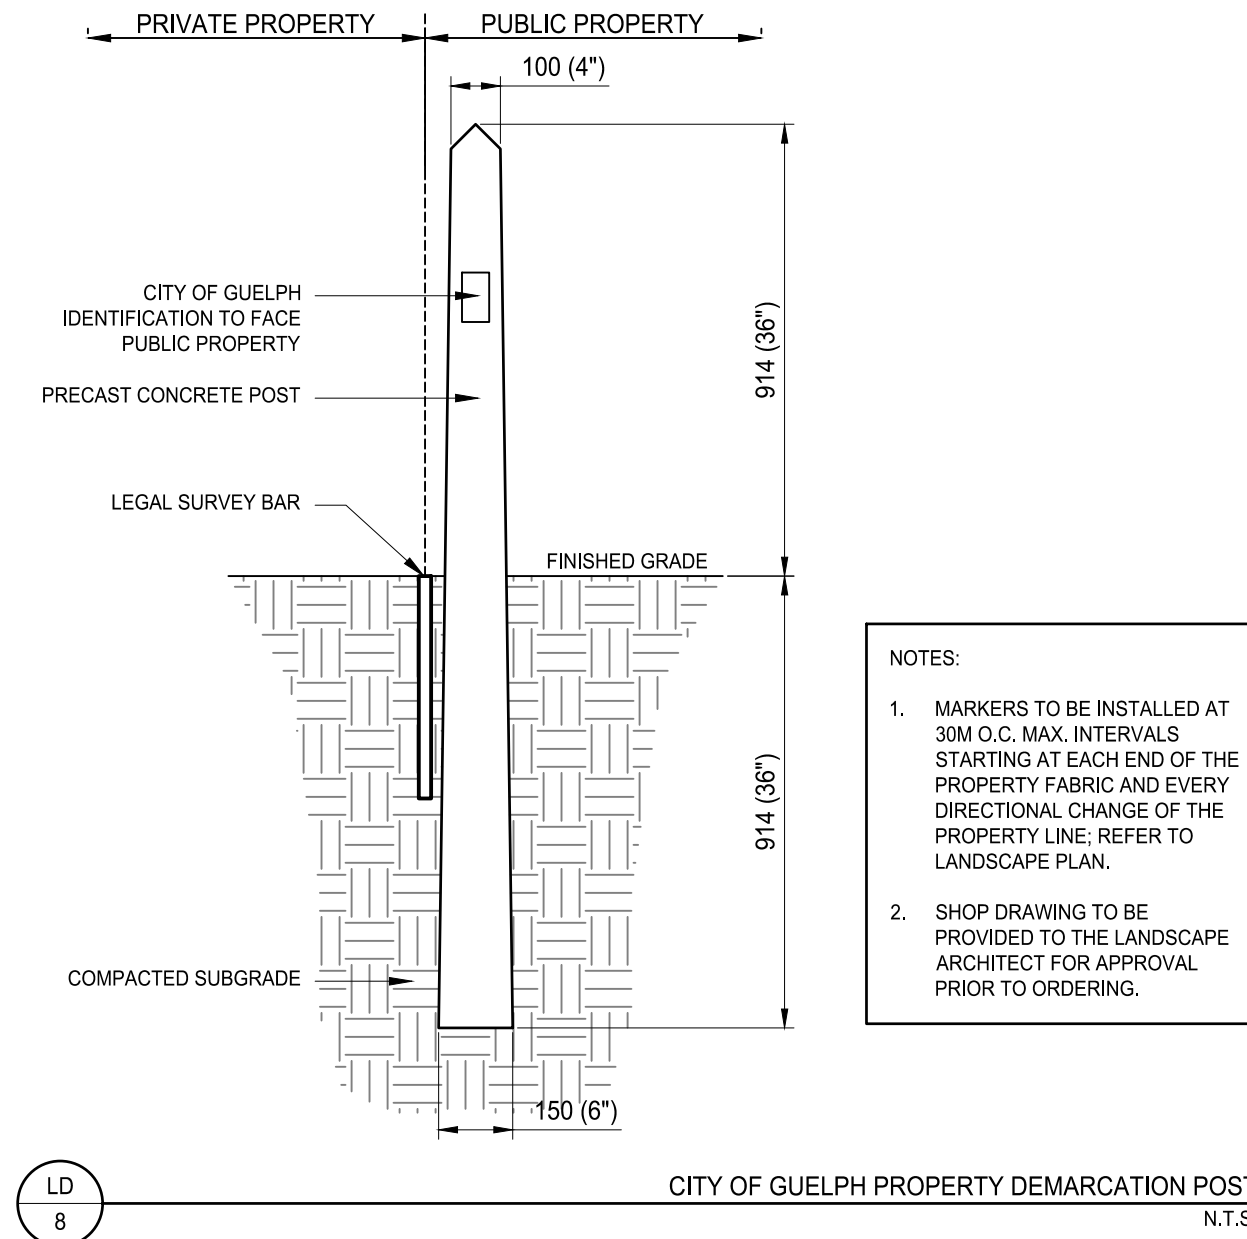 PRIVATE PROPERTY
PUBLIC PROPERTY
100 (4")
CITY OF GUELPH
IDENTIFICATION TO FACE
PUBLIC PROPERTY
914 (36")
PRECAST CONCRETE POST
LEGAL SURVEY BAR
FINISHED GRADE
914 (36")
COMPACTED SUBGRADE
150 (6")
NOTES:
1. MARKERS TO BE INSTALLED AT
30M O.C. MAX. INTERVALS
STARTING AT EACH END OF THE
PROPERTY FABRIC AND EVERY
DIRECTIONAL CHANGE OF THE
PROPERTY LINE; REFER TO
LANDSCAPE PLAN.
2. SHOP DRAWING TO BE
PROVIDED TO THE LANDSCAPE
ARCHITECT FOR APPROVAL
PRIOR TO ORDERING.
LD
8
CITY OF GUELPH PROPERTY DEMARCATION POST
N.T.S